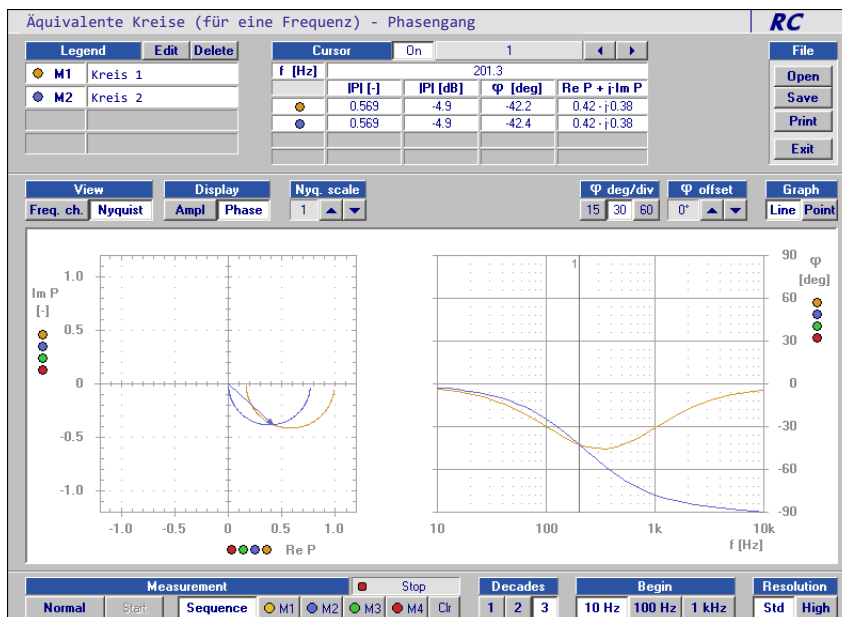 Äquivalente Kreise (für eine Frequenz) - Phasengang RC
Legend Edit Delete
M1 Kreis 1
M2 Kreis 2
Cursor On 1
f [Hz] 201.3
|P| [-] |P| [dB] φ [deg] Re P + j·Im P
0.569 -4.9 -42.2 0.42 - j·0.38
0.569 -4.9 -42.4 0.42 - j·0.38
File
Open
Save
Print
Exit
View Display Nyq. scale φ deg/div φ offset Graph
Freq. ch. Nyquist Ampl Phase 1 15 30 60 0° Line Point
Im P
[-]
1.0
0.5
0
-0.5
-1.0
-1.0 -0.5 0 0.5 1.0
Re P
1
90
60
30
0
-30
-60
-90
φ
[deg]
10 100 1k 10k
f [Hz]
Measurement Stop Decades Begin Resolution
Normal Start Sequence M1 M2 M3 M4 Clr 1 2 3 10 Hz 100 Hz 1 kHz Std High